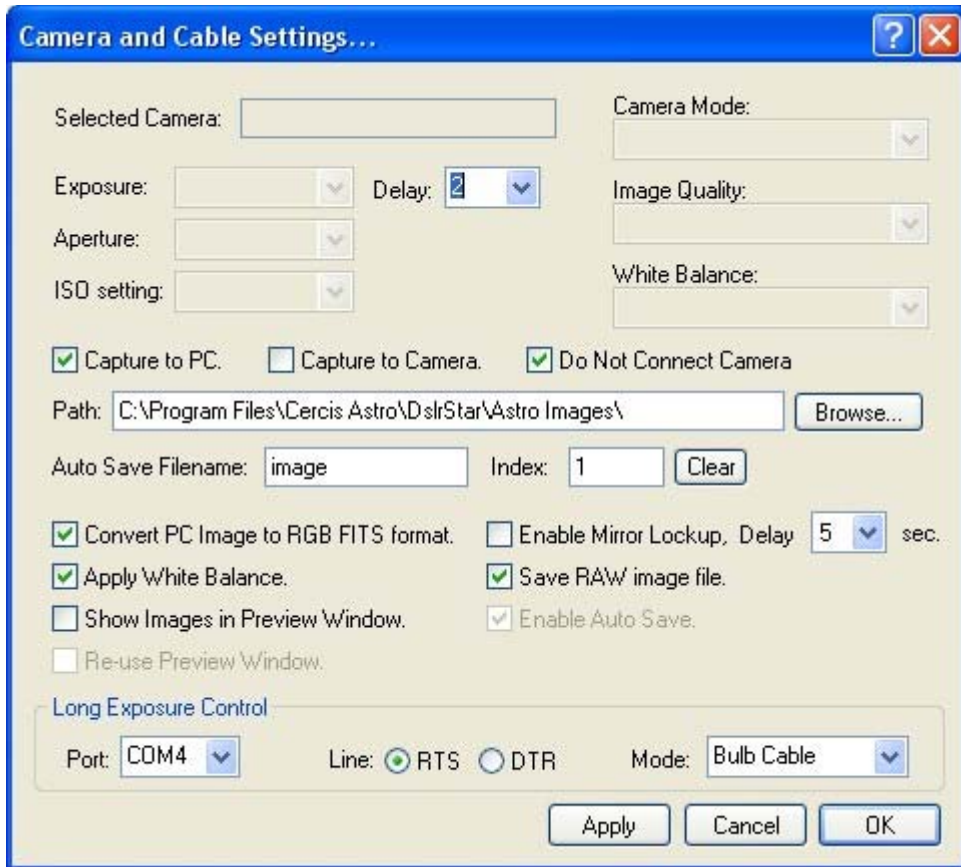 Camera and Cable Settings...
Selected Camera:
Camera Mode:
Exposure:
Delay: 2
Image Quality:
Aperture:
ISO setting:
White Balance:
Capture to PC. Capture to Camera. Do Not Connect Camera
Path: C:\Program Files\Cercis Astro\DslrStar\Astro Images\ Browse...
Auto Save Filename: image Index: 1 Clear
Convert PC Image to RGB FITS format. Enable Mirror Lockup, Delay 5 sec.
Apply White Balance. Save RAW image file.
Show Images in Preview Window. Enable Auto Save.
Re-use Preview Window.
Long Exposure Control
Port: COM4 Line: RTS DTR Mode: Bulb Cable
Apply Cancel OK